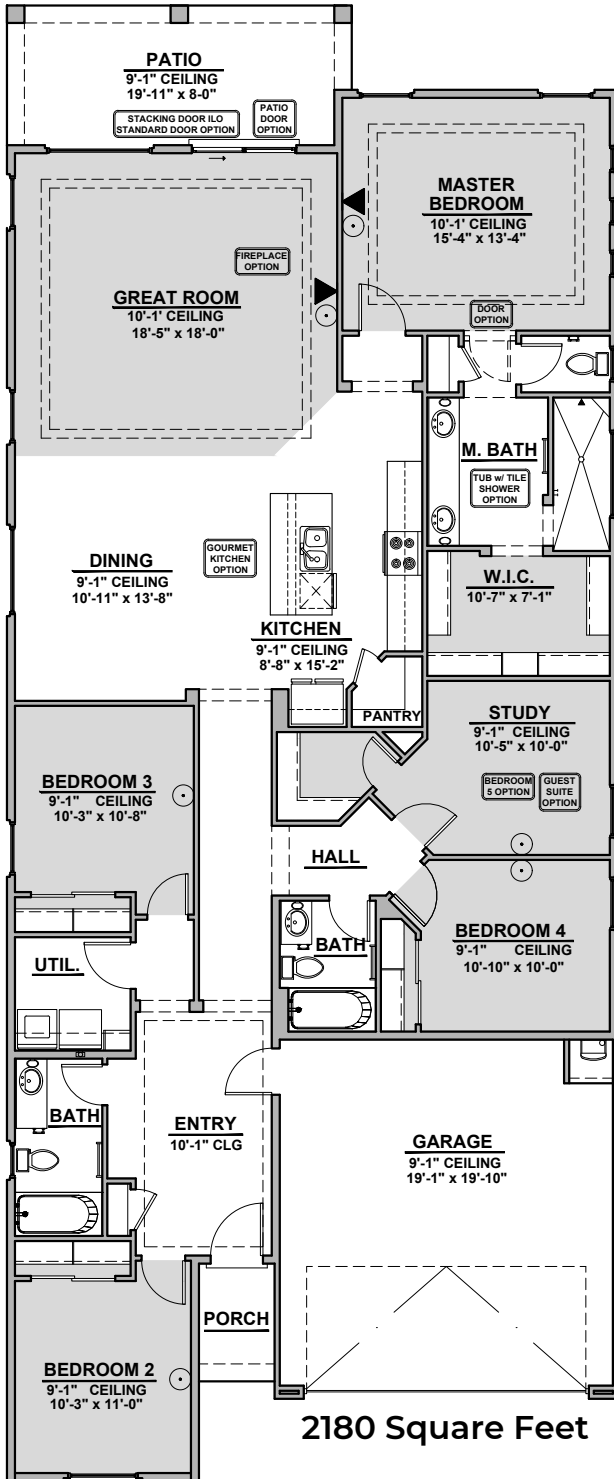 PATIO
9'-1" CEILING
19'-11" x 8-0"
STACKING DOOR ILO
STANDARD DOOR OPTION
PATIO
DOOR
OPTION
MASTER
BEDROOM
10'-1' CEILING
15'-4" x 13'-4"
FIREPLACE
OPTION
GREAT ROOM
10'-1' CEILING
18'-5" x 18'-0"
DOOR
OPTION
M. BATH
TUB w/ TILE
SHOWER
OPTION
GOURMET
KITCHEN
OPTION
DINING
9'-1" CEILING
10'-11" x 13'-8"
W.I.C.
10'-7" x 7'-1"
KITCHEN
9'-1" CEILING
8'-8" x 15'-2"
PANTRY
STUDY
9'-1" CEILING
10'-5" x 10'-0"
BEDROOM
5 OPTION
GUEST
SUITE
OPTION
BEDROOM 3
9'-1" CEILING
10'-3" x 10'-8"
HALL
BATH
BEDROOM 4
9'-1" CEILING
10'-10" x 10'-0"
UTIL.
BATH
ENTRY
10'-1" CLG
GARAGE
9'-1" CEILING
19'-1" x 19'-10"
PORCH
BEDROOM 2
9'-1" CEILING
10'-3" x 11'-0"
2180 Square Feet